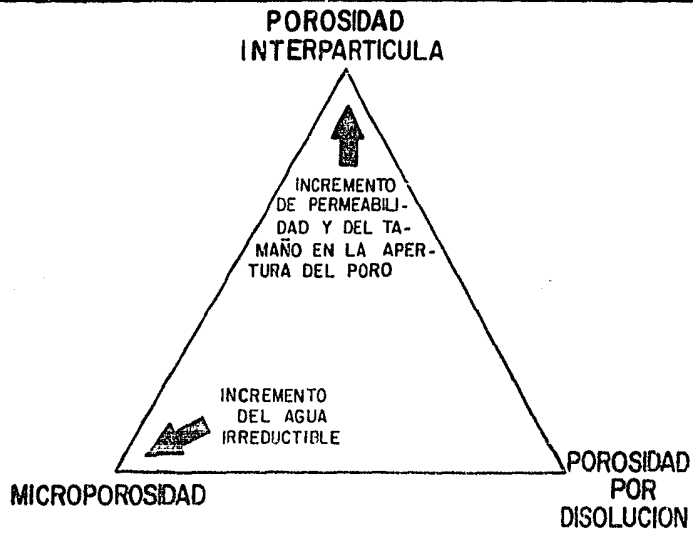 POROSIDAD
INTERPARTICULA
INCREMENTO
DE PERMEABILI-
DAD Y DEL TA-
MAÑO EN LA APER-
TURA DEL PORO
INCREMENTO
DEL AGUA
IRREDUCTIBLE
MICROPOROSIDAD
POROSIDAD
POR
DISOLUCION